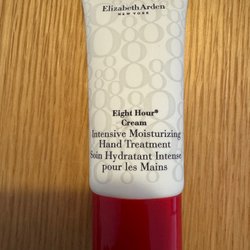 Elizabeth Arden
NEW YORK
Eight Hour®
Cream
Intensive Moisturizing
Hand Treatment
Soin Hydratant Intense
pour les Mains